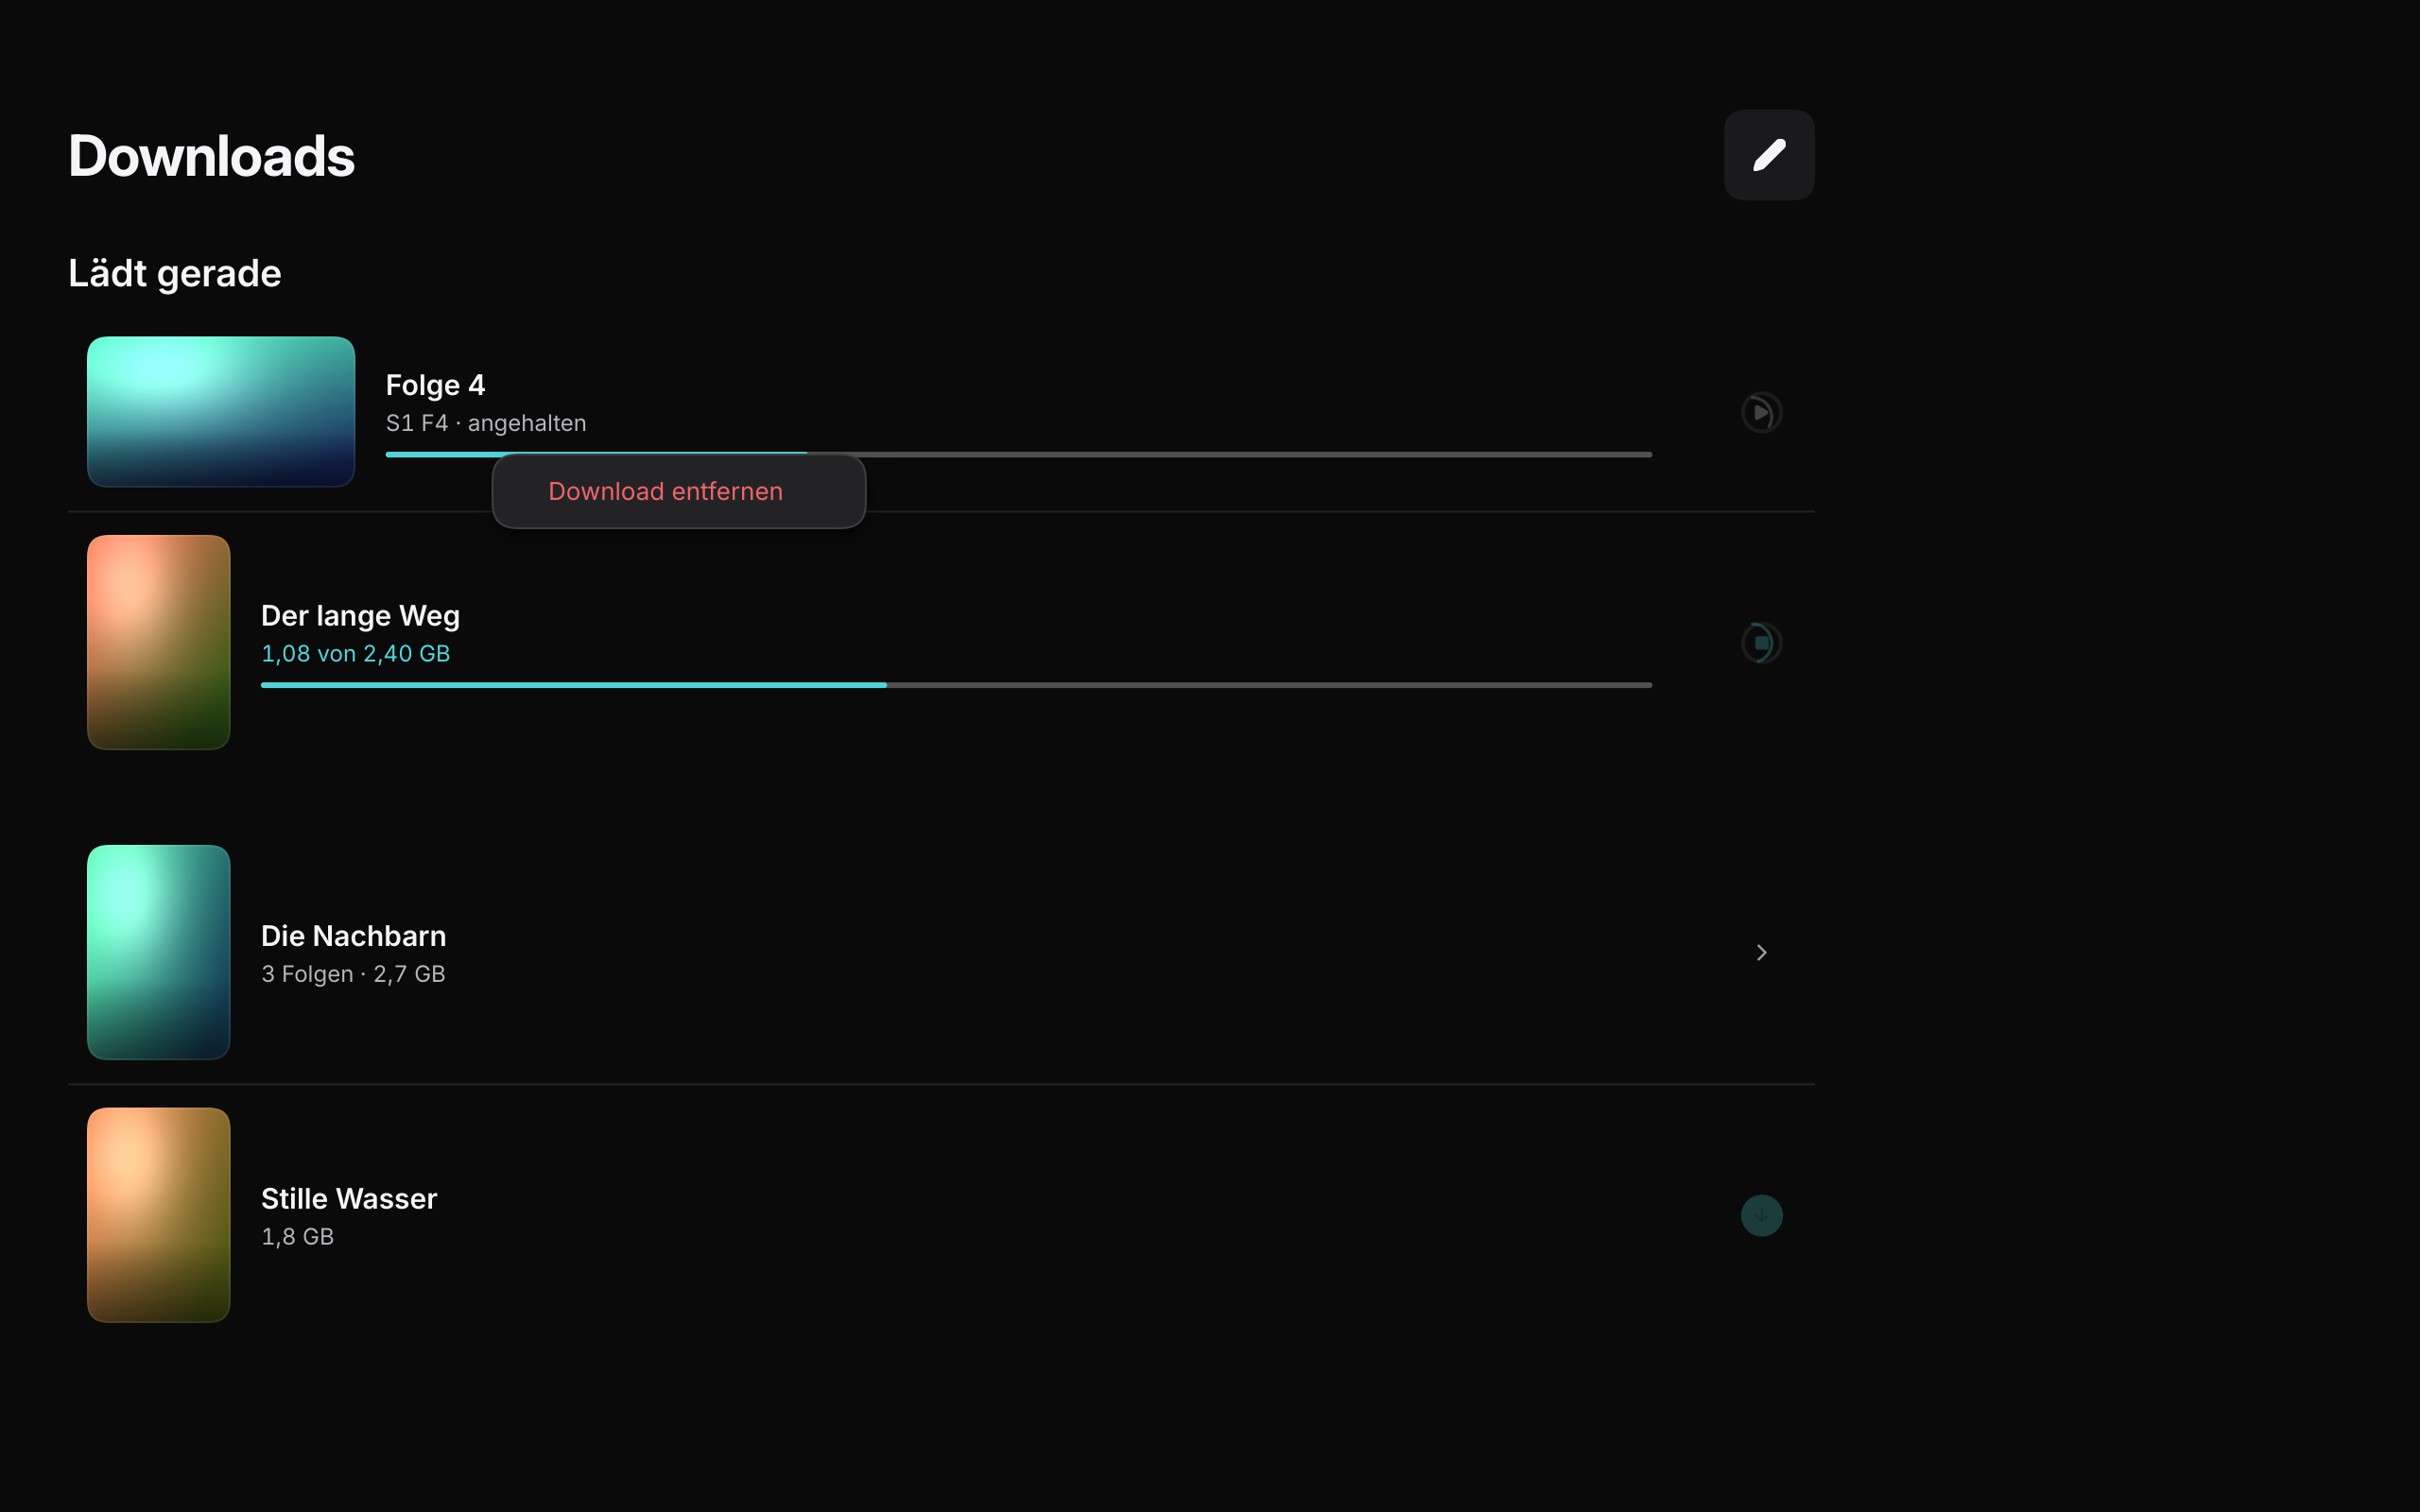 Downloads
Lädt gerade
Folge 4
S1 F4 · angehalten
Download entfernen
Der lange Weg
1,08 von 2,40 GB
Die Nachbarn
3 Folgen · 2,7 GB
Stille Wasser
1,8 GB